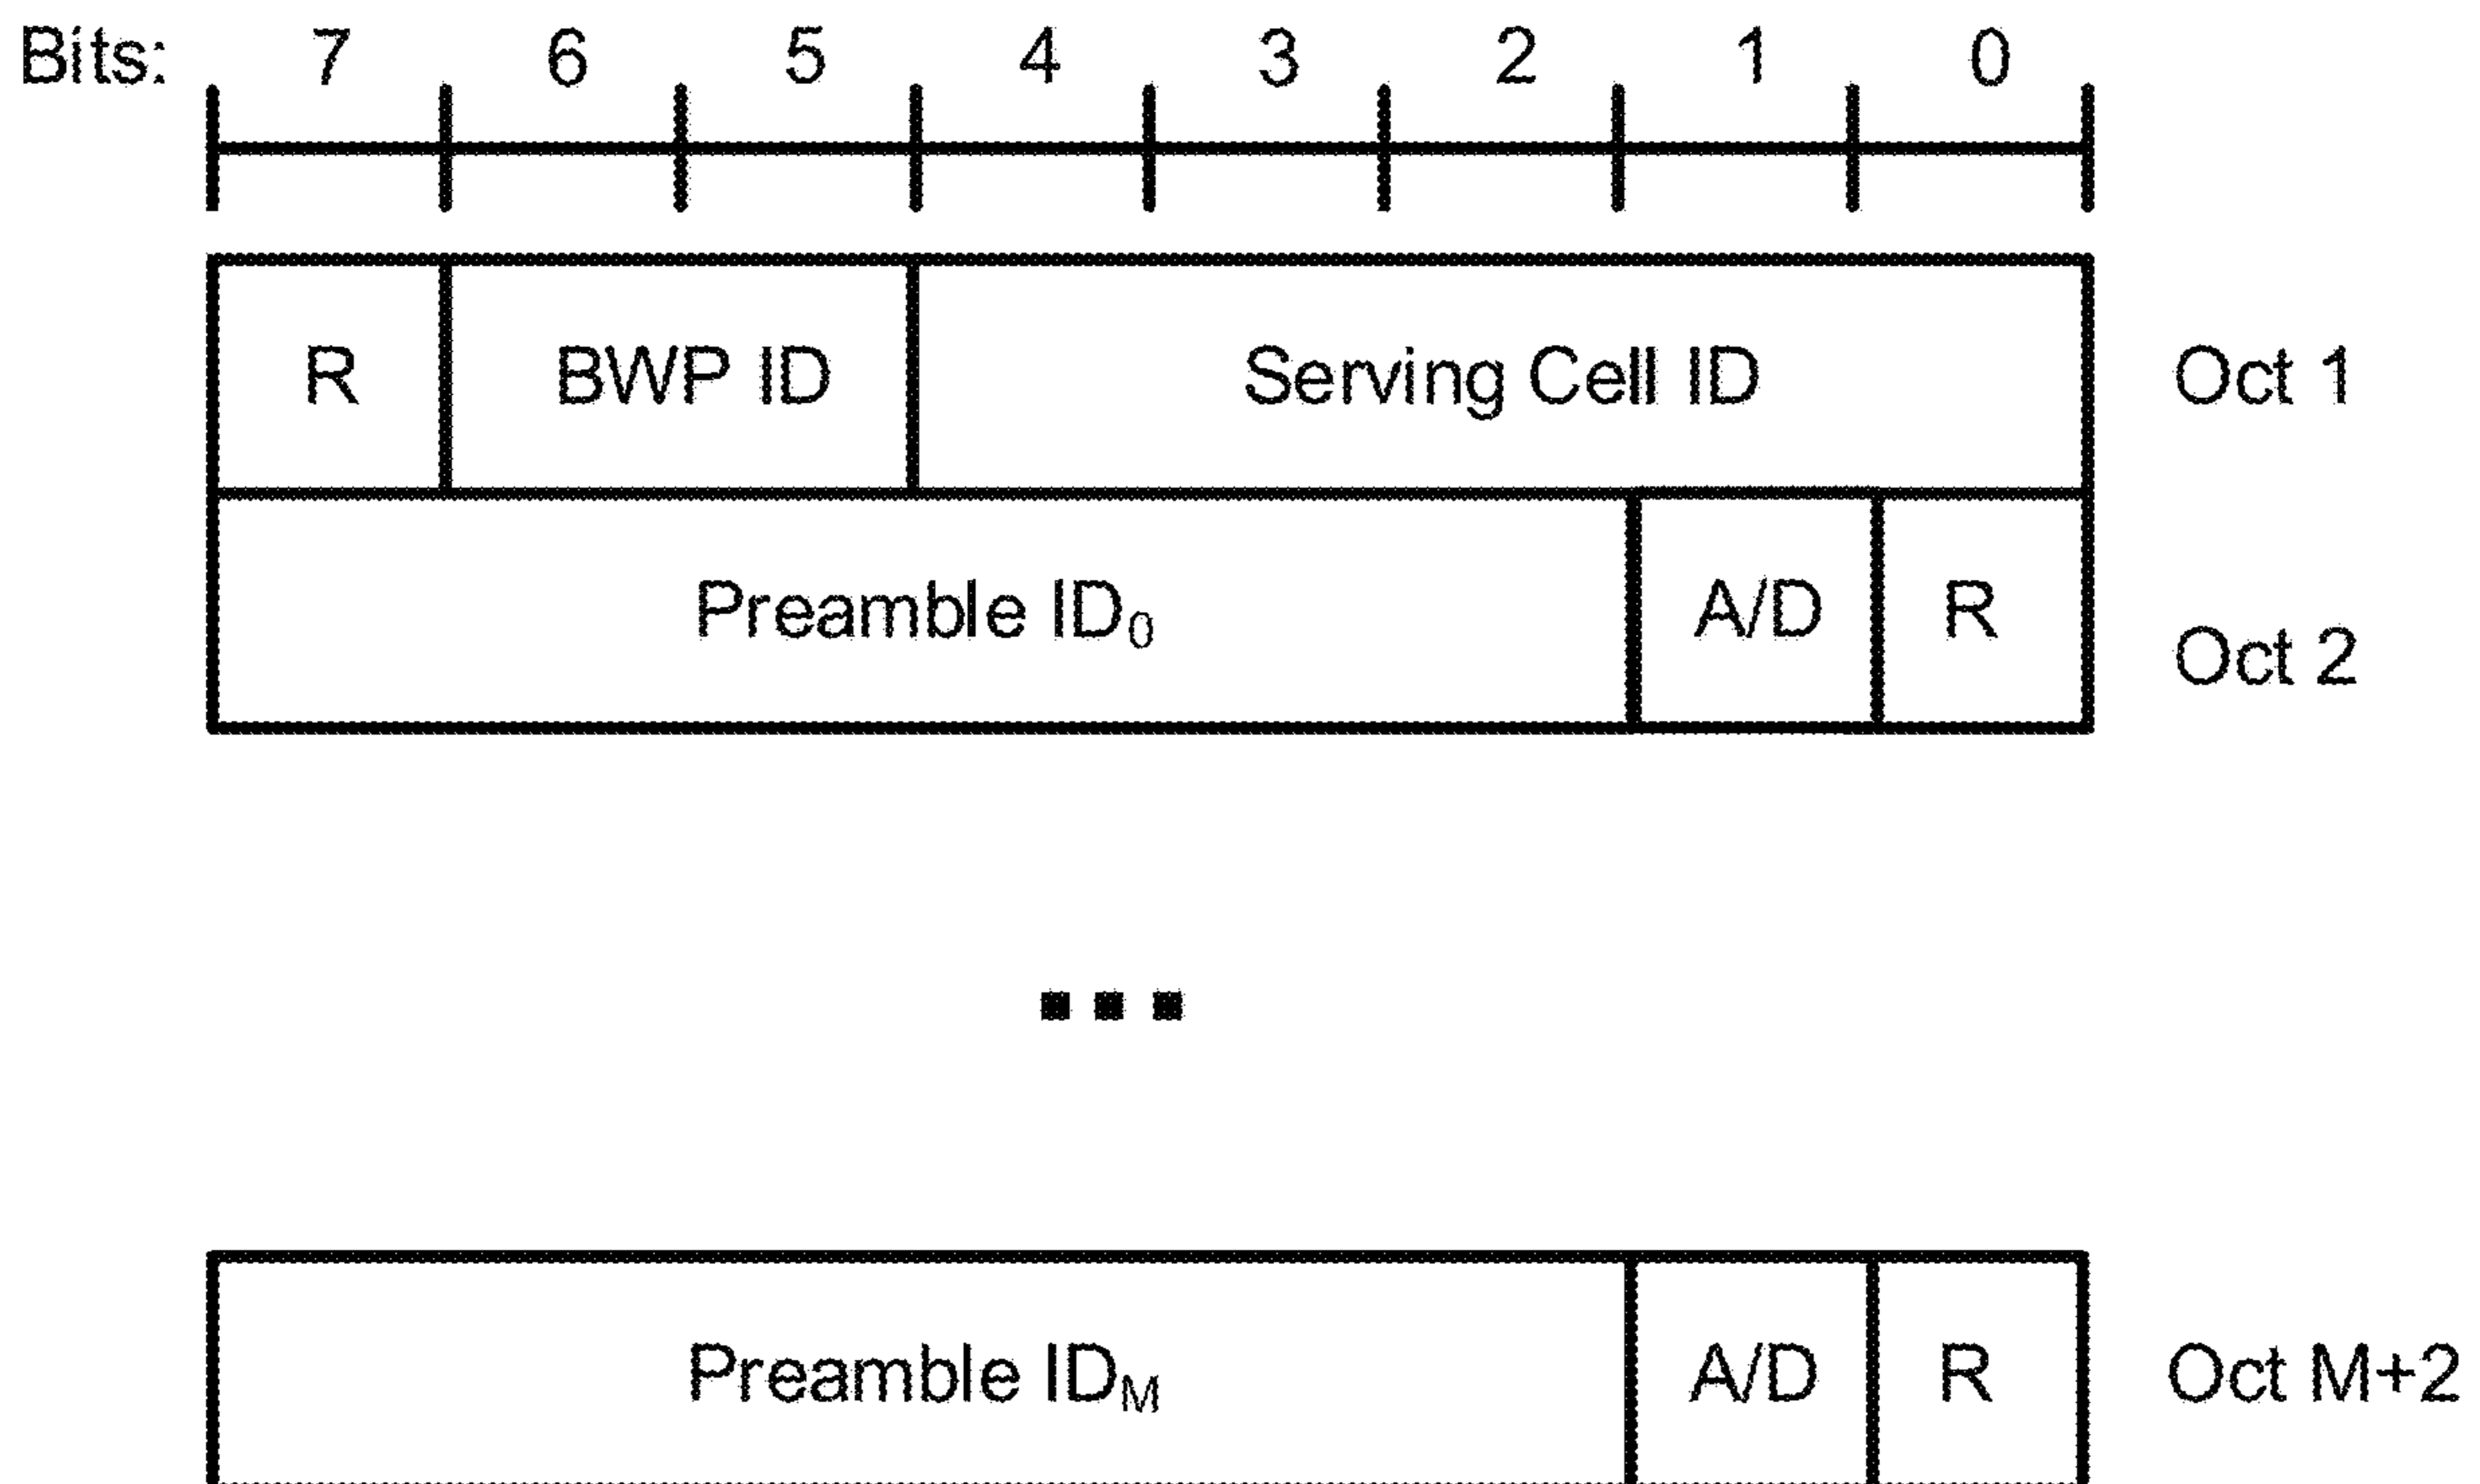 Bits: 7 6 5 4 3 2 1 0
R BWP ID Serving Cell ID Oct 1
Preamble ID₀ A/D R Oct 2
Preamble IDM A/D R Oct M+2